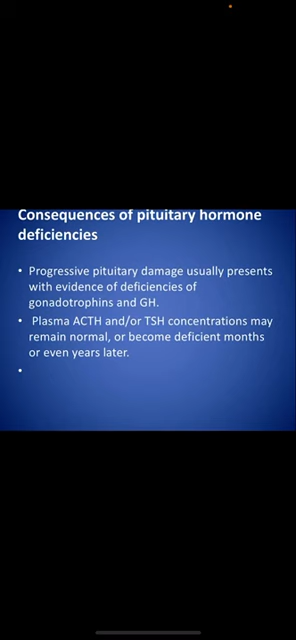 Consequences of pituitary hormone
deficiencies
• Progressive pituitary damage usually presents
with evidence of deficiencies of
gonadotrophins and GH.
• Plasma ACTH and/or TSH concentrations may
remain normal, or become deficient months
or even years later.
•